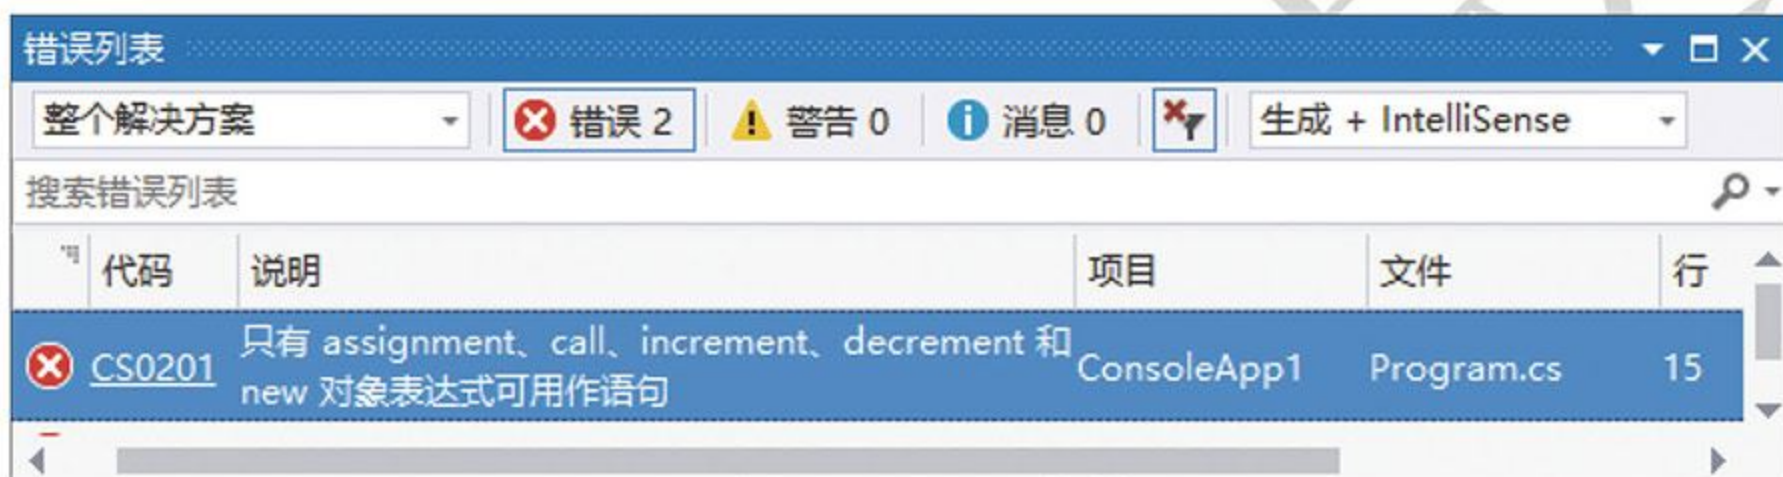 错误列表
整个解决方案 错误 2 警告 0 消息 0 生成 + IntelliSense
搜索错误列表
代码 说明 项目 文件 行
CS0201 只有 assignment、call、increment、decrement 和 ConsoleApp1 Program.cs 15
new 对象表达式可用作语句